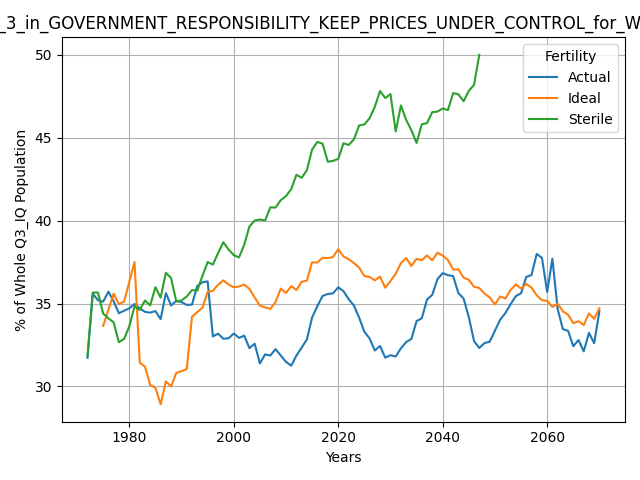 _3_in_GOVERNMENT_RESPONSIBILITY_KEEP_PRICES_UNDER_CONTROL_for_W
Fertility
Actual
Ideal
Sterile
% of Whole Q3_IQ Population
50
45
40
35
30
1980
2000
2020
2040
2060
Years